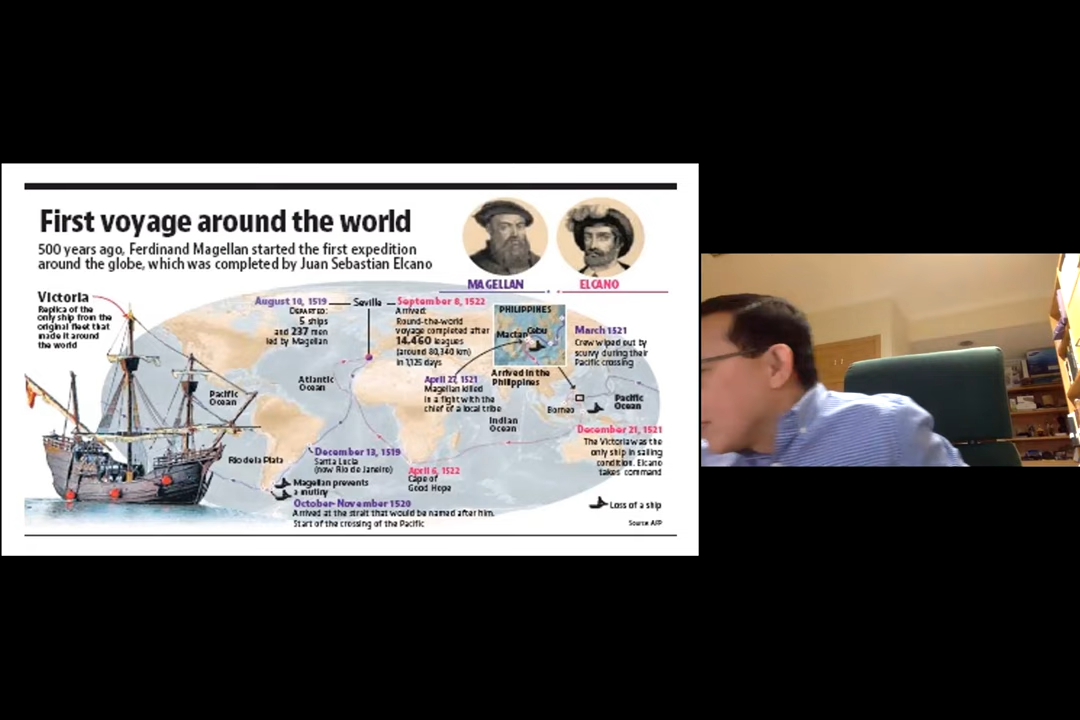 First voyage around the world
500 years ago, Ferdinand Magellan started the first expedition
around the globe, which was completed by Juan Sebastian Elcano
MAGELLAN
ELCANO
Victoria
Replica of the
only ship from the
original fleet that
made it around
the world
August 10, 1519
DEPARTED:
5 ships
and 237 men
led by Magellan
Seville
September 8, 1522
Arrived:
Round-the-world
voyage completed after
14.460 leagues
(around 80,340 km)
in 1,125 days
PHILIPPINES
Mactan
Cebu
Arrived in the
Philippines
March 1521
Crew wiped out by
scurvy during their
Pacific crossing
April 27, 1521
Magellan killed
in a fight with the
chief of a local tribe
Atlantic
Ocean
Pacific
Ocean
Borneo
Pacific
Ocean
Indian
Ocean
December 21, 1521
The Victoria was the
only ship in sailing
condition. Elcano
takes command
Rio de la Plata
December 13, 1519
Santa Lucia
(now Rio de Janeiro)
April 6, 1522
Cape of
Good Hope
Magellan prevents
a mutiny
October-November 1520
Arrived at the strait that would be named after him.
Start of the crossing of the Pacific
Loss of a ship
Source: AFP